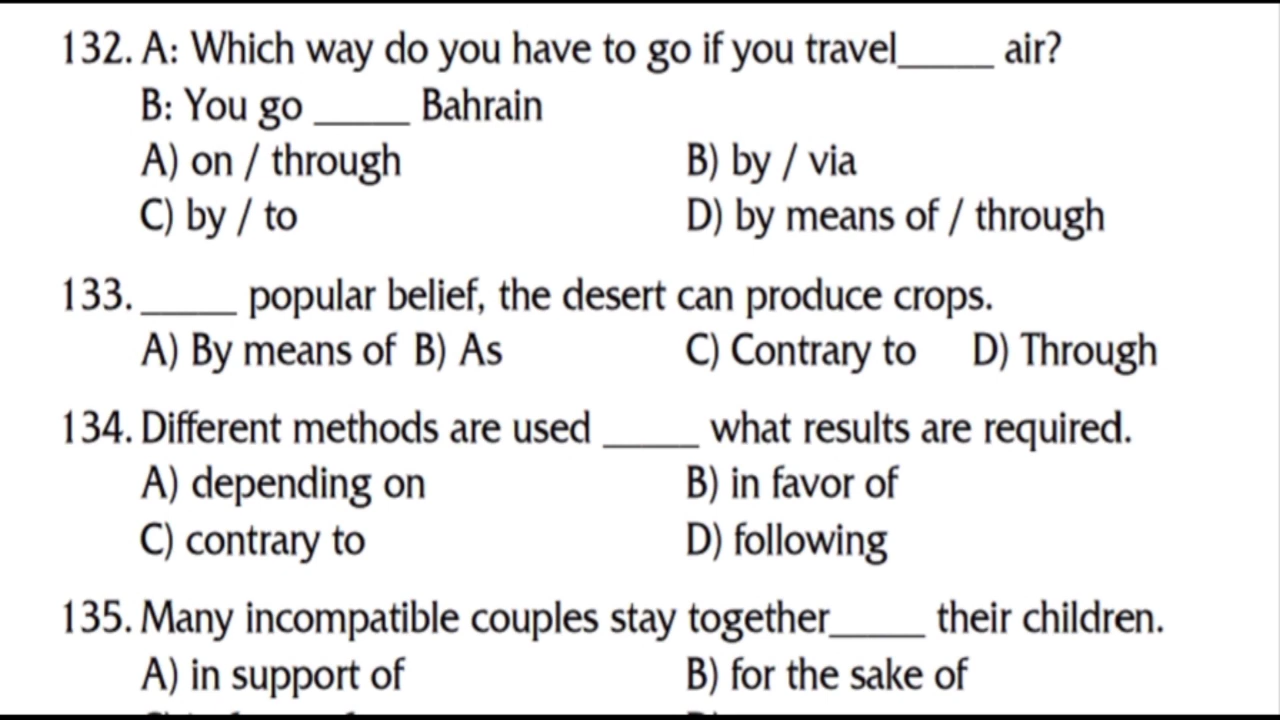 132. A: Which way do you have to go if you travel_____ air?
B: You go _____ Bahrain
A) on / through B) by / via
C) by / to D) by means of / through
133. _____ popular belief, the desert can produce crops.
A) By means of B) As C) Contrary to D) Through
134. Different methods are used _____ what results are required.
A) depending on B) in favor of
C) contrary to D) following
135. Many incompatible couples stay together_____ their children.
A) in support of B) for the sake of